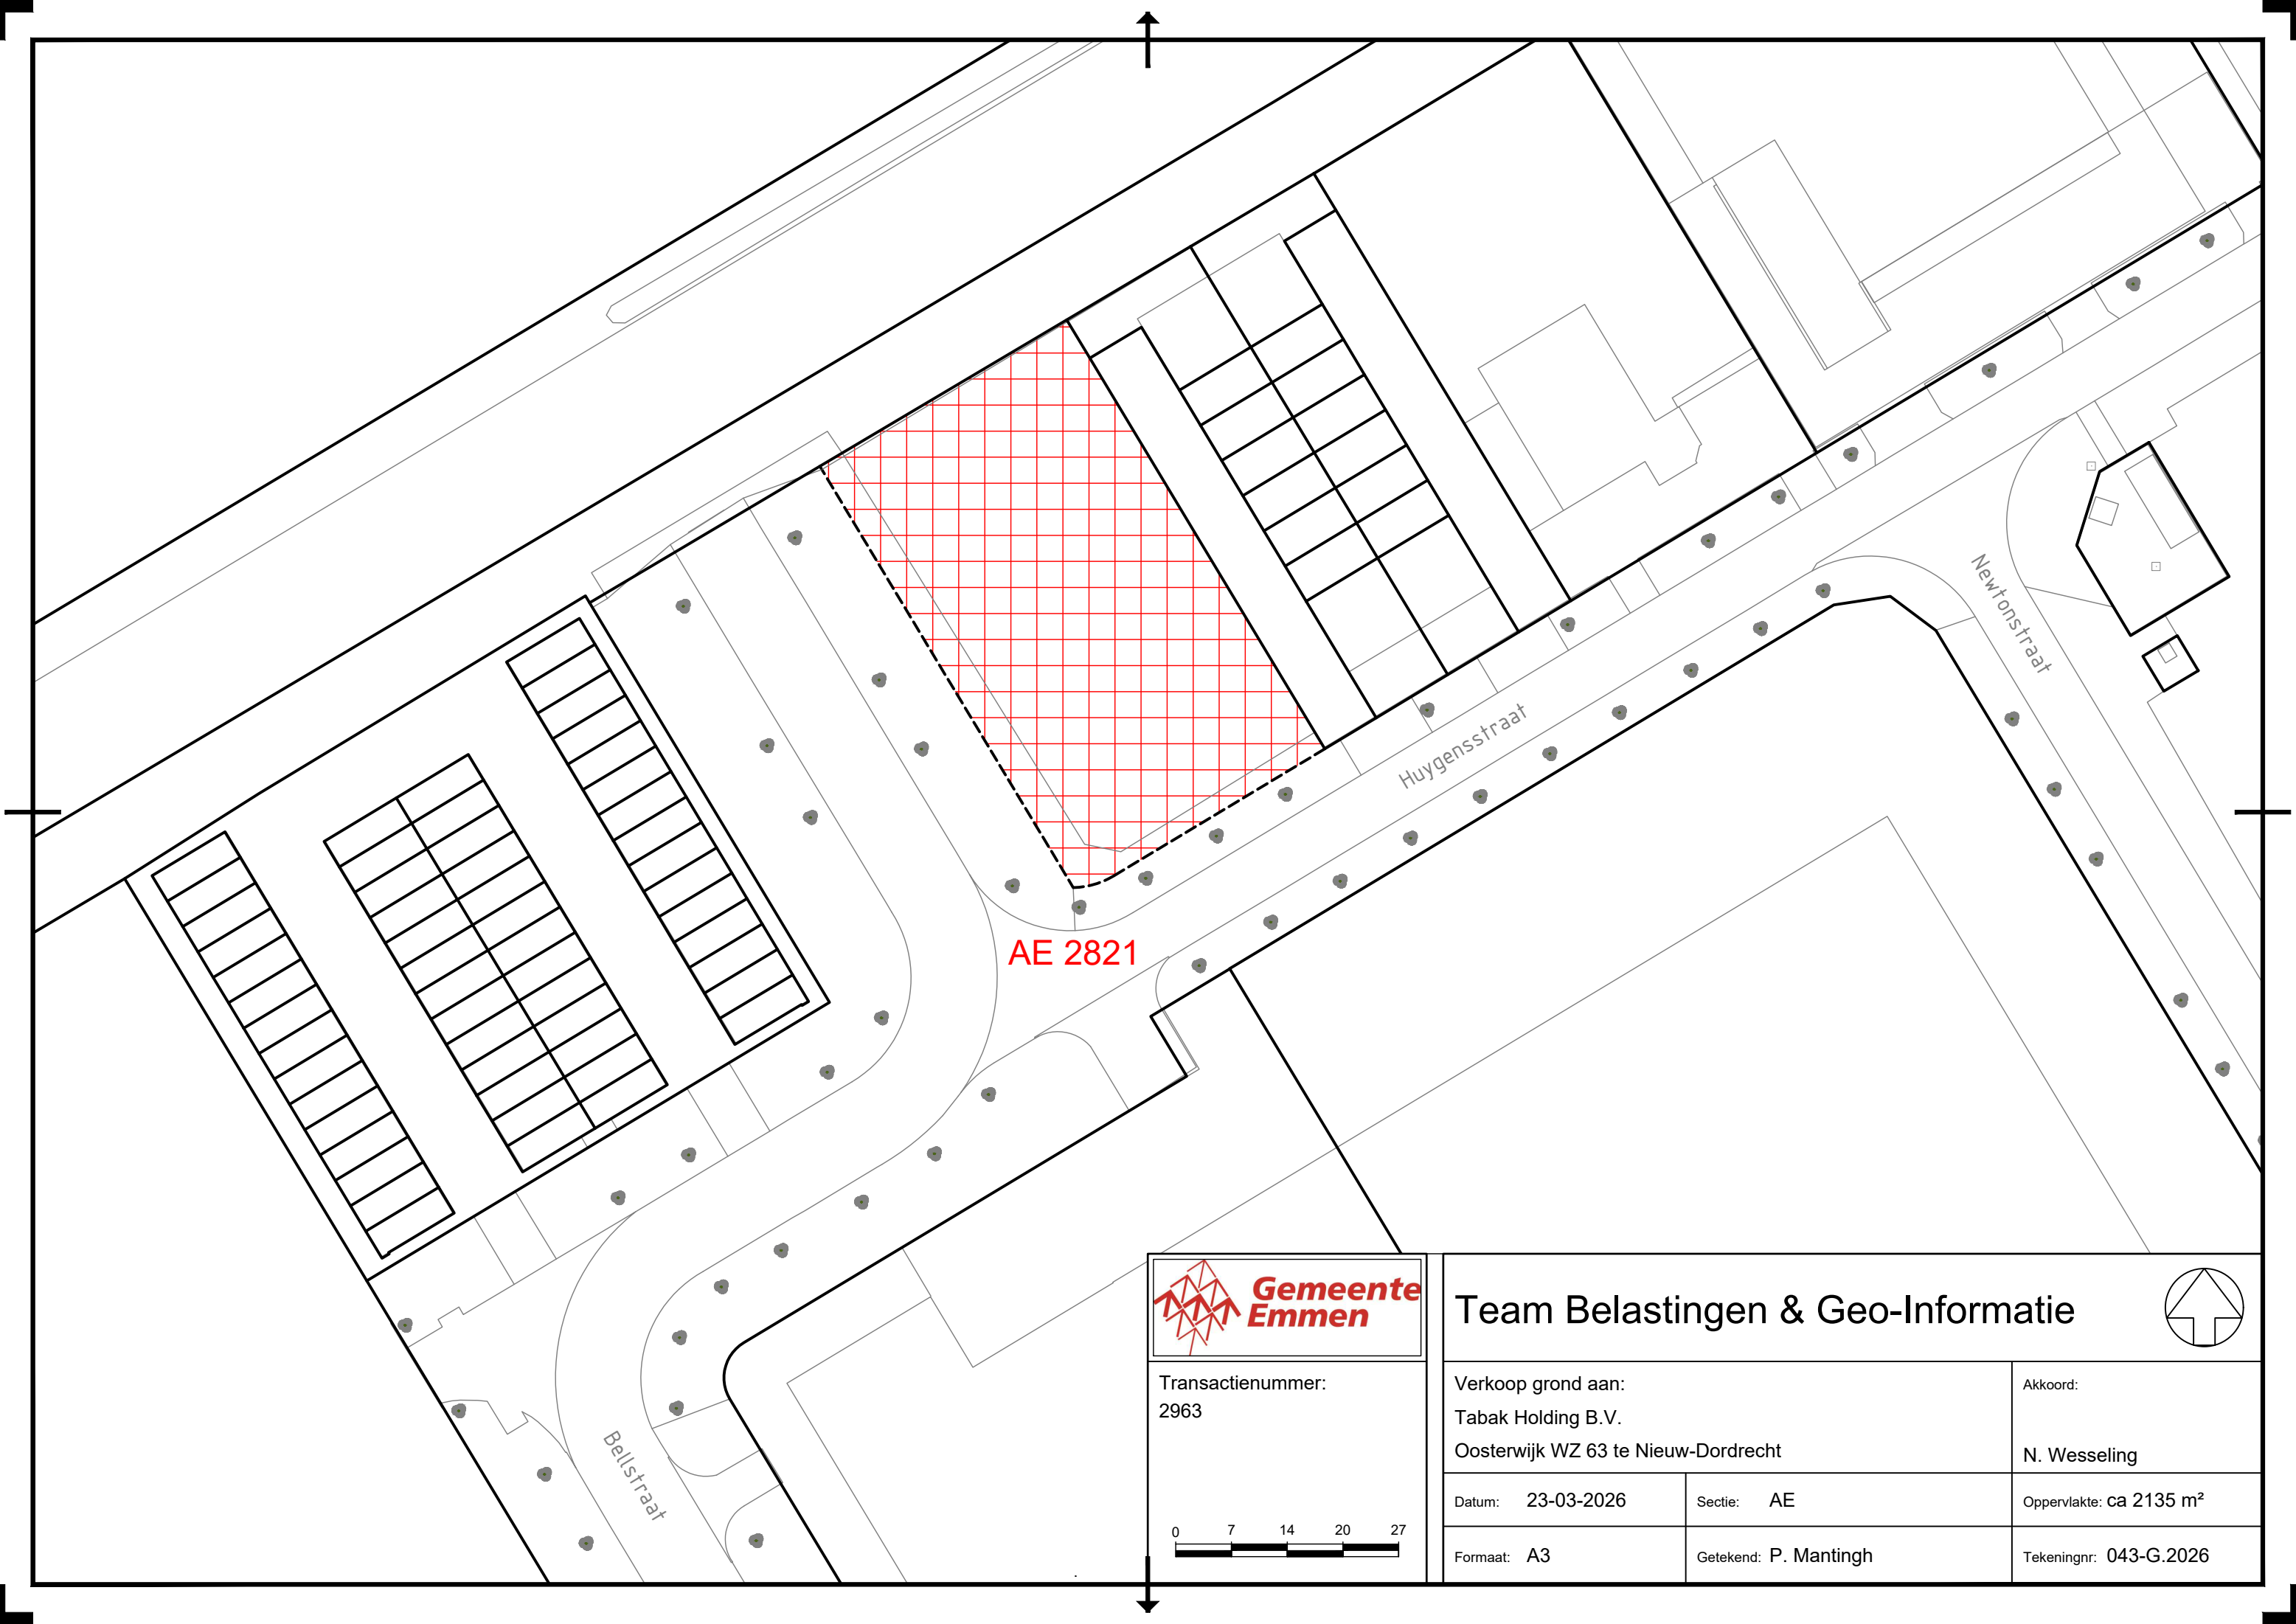 Newtonstraat
Huygensstraat
AE 2821
Bellstraat
Gemeente
Emmen
Team Belastingen & Geo-Informatie
Transactienummer:
2963
Verkoop grond aan:
Tabak Holding B.V.
Oosterwijk WZ 63 te Nieuw-Dordrecht
Akkoord:
N. Wesseling
Datum: 23-03-2026
Sectie: AE
Oppervlakte: ca 2135 m²
0 7 14 20 27
Formaat: A3
Getekend: P. Mantingh
Tekeningnr: 043-G.2026